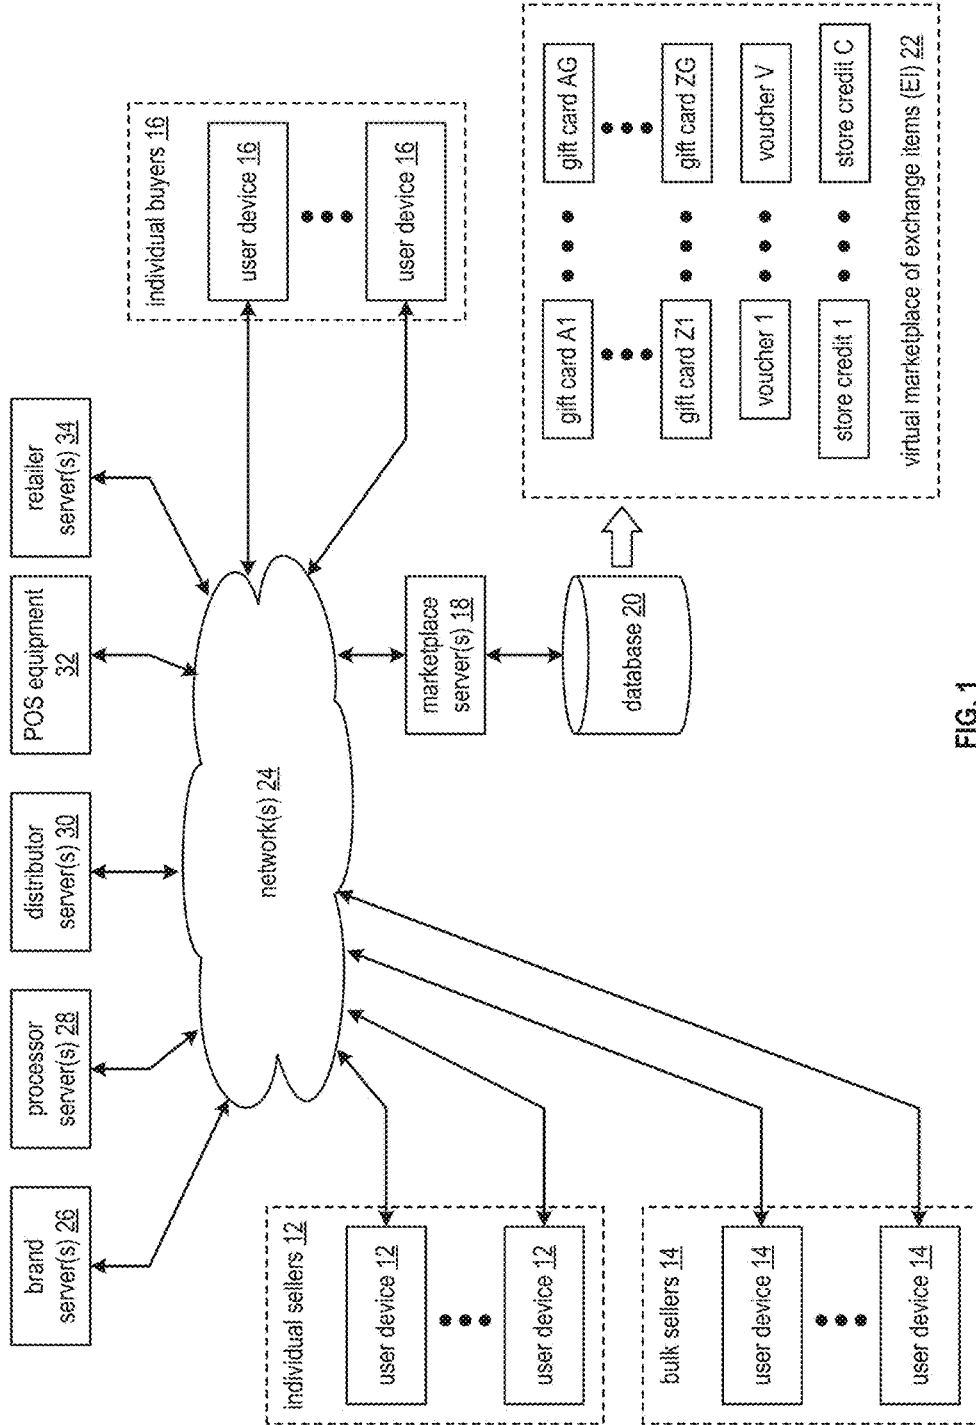 brand
server(s) 26
processor
server(s) 28
distributor
server(s) 30
POS equipment
32
retailer
server(s) 34
individual sellers 12
user device 12
user device 12
bulk sellers 14
user device 14
user device 14
network(s) 24
marketplace
server(s) 18
database 20
individual buyers 16
user device 16
user device 16
gift card A1
gift card AG
gift card Z1
gift card ZG
voucher 1
voucher V
store credit 1
store credit C
virtual marketplace of exchange items (EI) 22
FIG. 1